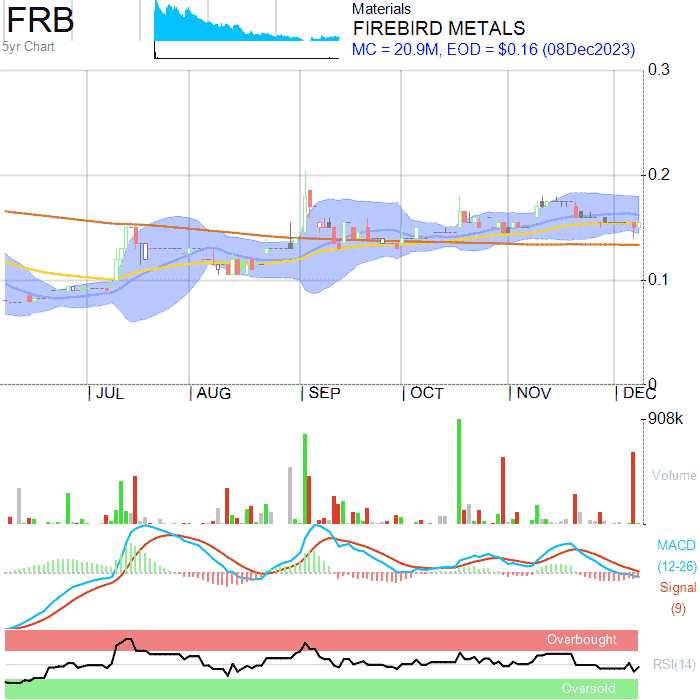 FRB
5yr Chart
Materials
FIREBIRD METALS
MC = 20.9M, EOD = $0.16 (08Dec2023)
0.3
0.2
0.1
0
JUL AUG SEP OCT NOV DEC
908k
Volume
MACD
(12-26)
Signal
(9)
Overbought
RSI(14)
Oversold